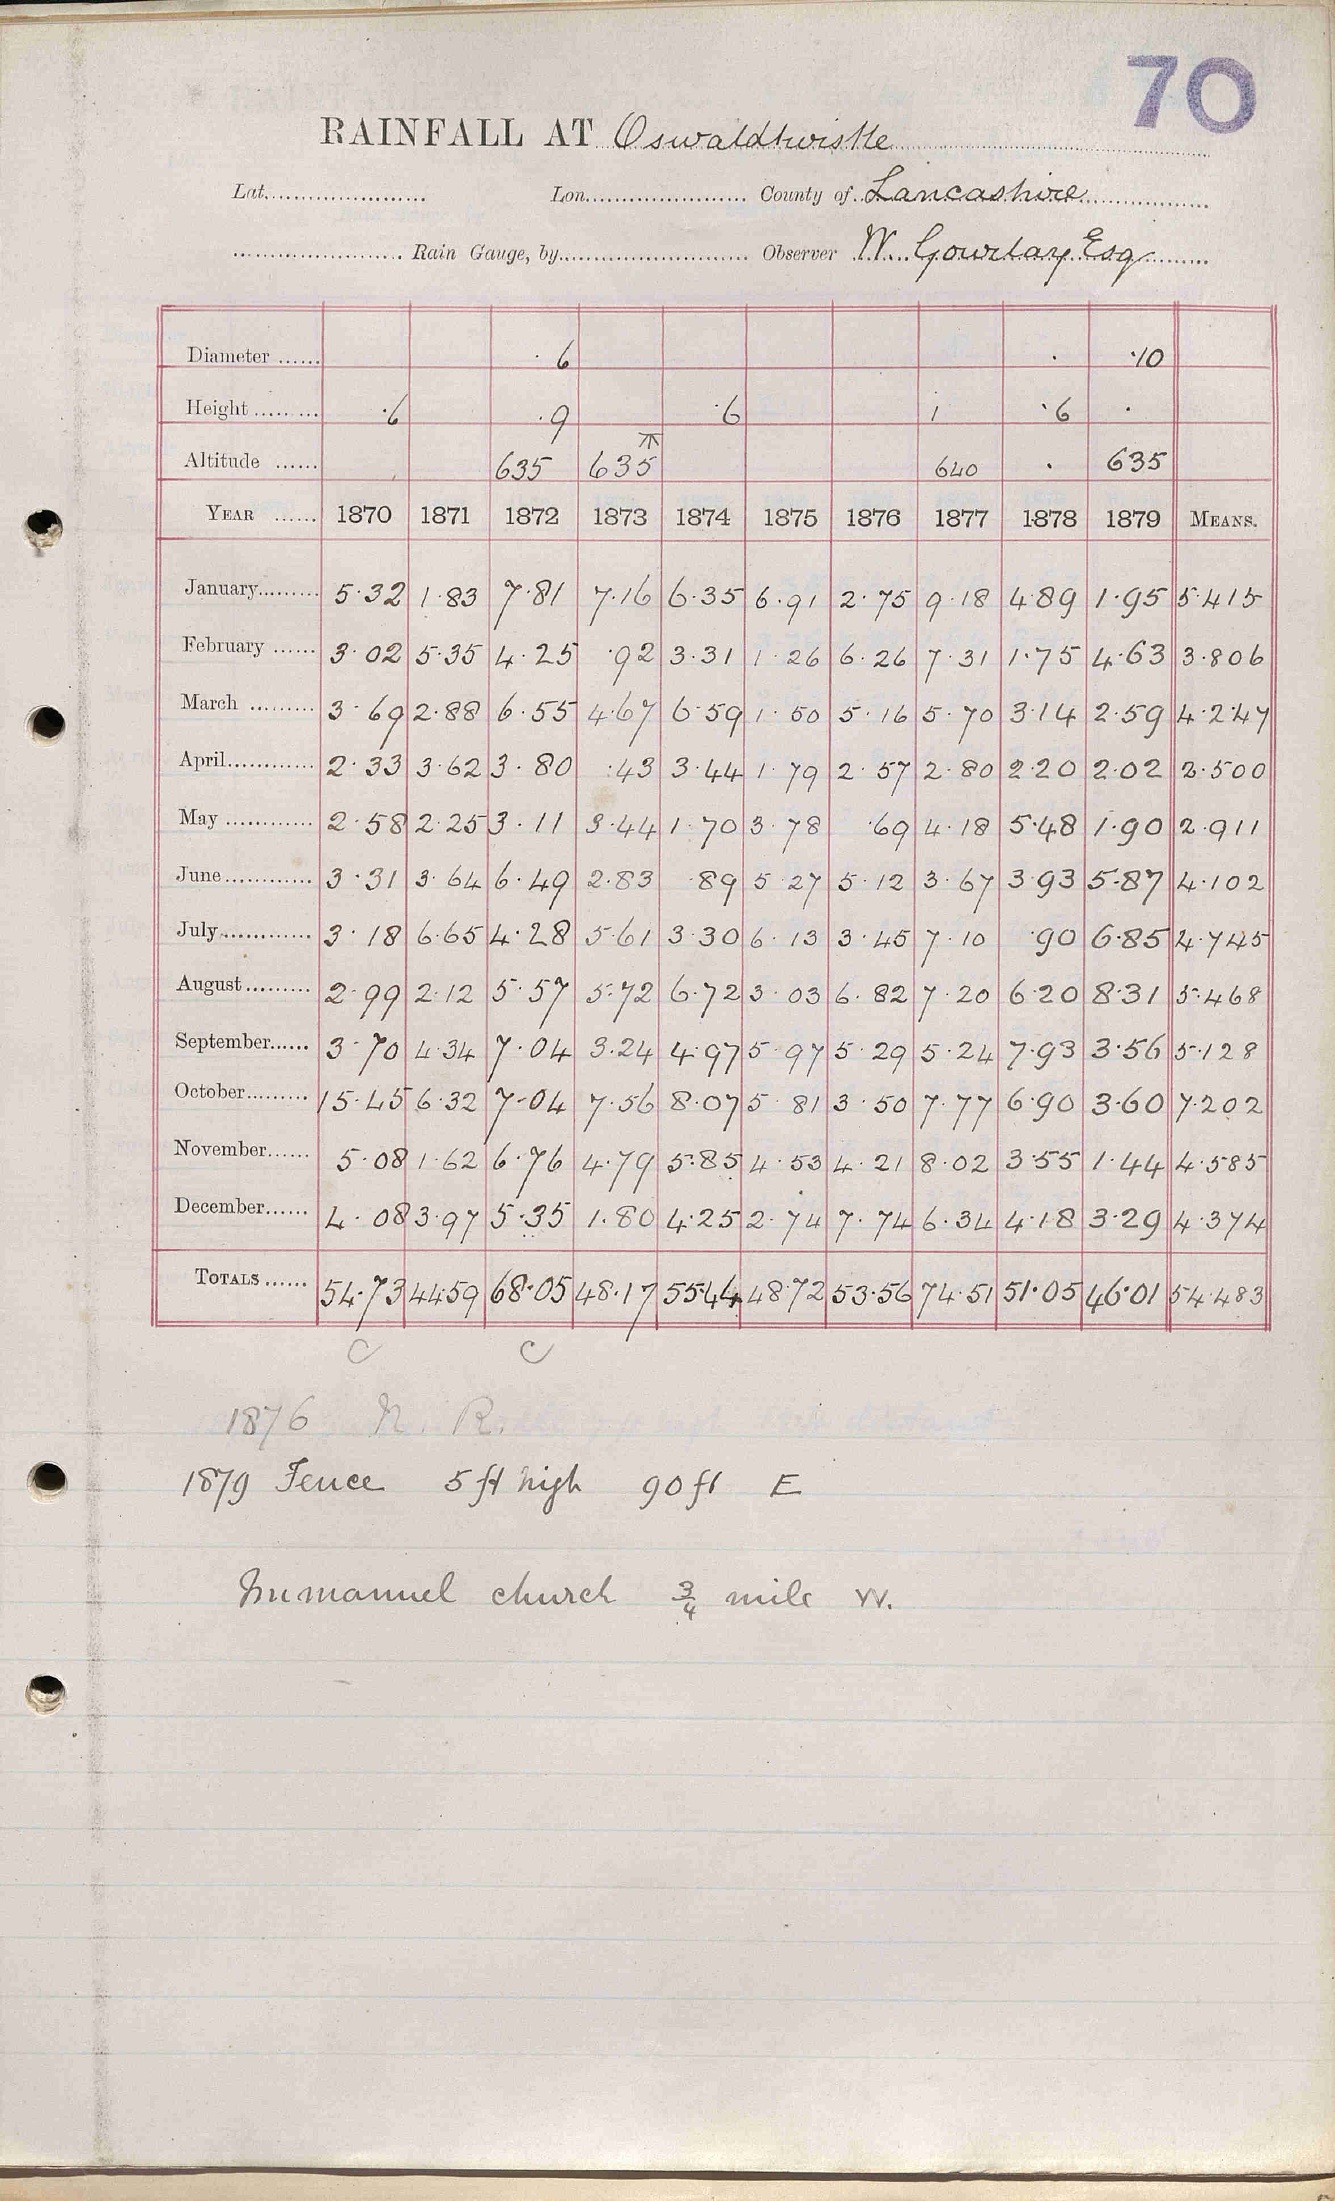 70
RAINFALL AT Oswaldtwistle
Lat. Lon. County of Lancashire
Rain Gauge, by Observer W. Gourlay Esq
Diameter ...... · 6 · ·10
Height ......... ·6 ·9 ·6 1 ·6 ·
Altitude ...... 635 635 640 · 635
YEAR ...... 1870 1871 1872 1873 1874 1875 1876 1877 1878 1879 MEANS.
January......... 5·32 1·83 7·81 7·16 6·35 6·91 2·75 9·18 4·89 1·95 5·415
February ...... 3·02 5·35 4·25 ·92 3·31 1·26 6·26 7·31 1·75 4·63 3·806
March ......... 3·69 2·88 6·55 4·67 6·59 1·50 5·16 5·70 3·14 2·59 4·247
April............ 2·33 3·62 3·80 ·43 3·44 1·79 2·57 2·80 2·20 2·02 2·500
May ............ 2·58 2·25 3·11 3·44 1·70 3·78 ·69 4·18 5·48 1·90 2·911
June............ 3·31 3·64 6·49 2·83 ·89 5·27 5·12 3·67 3·93 5·87 4·102
July............ 3·18 6·65 4·28 5·61 3·30 6·13 3·45 7·10 ·90 6·85 4·745
August ......... 2·99 2·12 5·57 5·72 6·72 3·03 6·82 7·20 6·20 8·31 5·468
September...... 3·70 4·34 7·04 3·24 4·97 5·97 5·29 5·24 7·93 3·56 5·128
October......... 15·45 6·32 7·04 7·56 8·07 5·81 3·50 7·77 6·90 3·60 7·202
November...... 5·08 1·62 6·76 4·79 5·85 4·53 4·21 8·02 3·55 1·44 4·585
December...... 4·08 3·97 5·35 1·80 4·25 2·74 7·74 6·34 4·18 3·29 4·374
TOTALS ...... 54·73 44·59 68·05 48·17 55·44 48·72 53·56 74·51 51·05 46·01 54·483
C C
1876 N. R.
1879 Fence 5 ft high 90 ft E
Immanuel church 3/4 mile W.